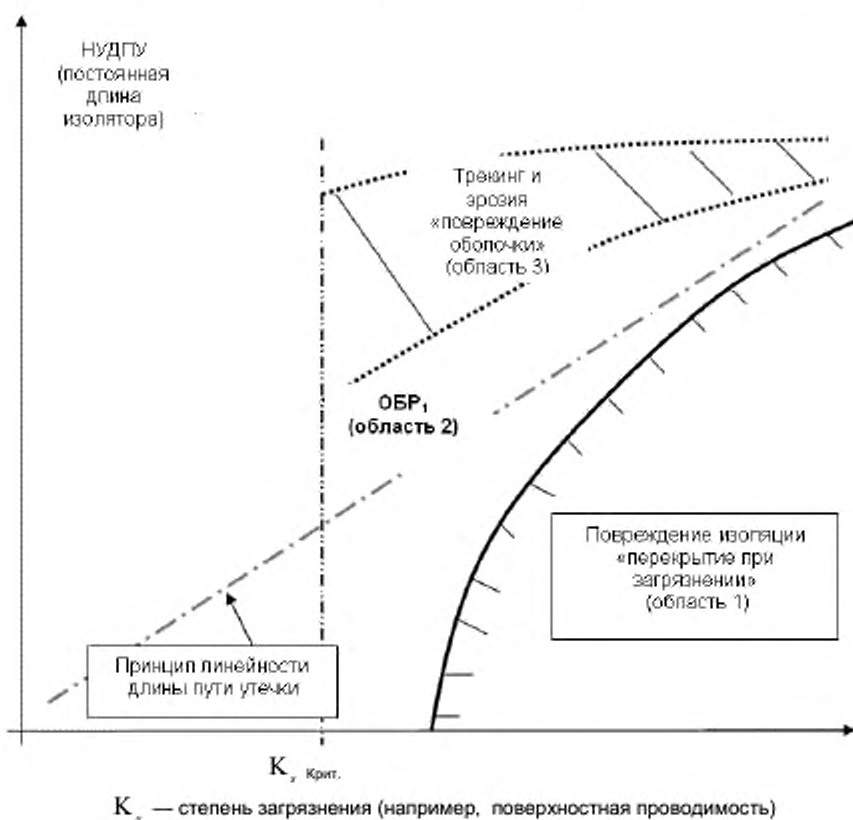 НУДПУ
(постоянная
длина
изолятора)
Трекинг и
эрозия
«повреждение
оболочки»
(область 3)
ОБР₁
(область 2)
Повреждение изоляции
«перекрытие при
загрязнении»
(область 1)
Принцип линейности
длины пути утечки
K Крит.
K — степень загрязнения (например, поверхностная проводимость)